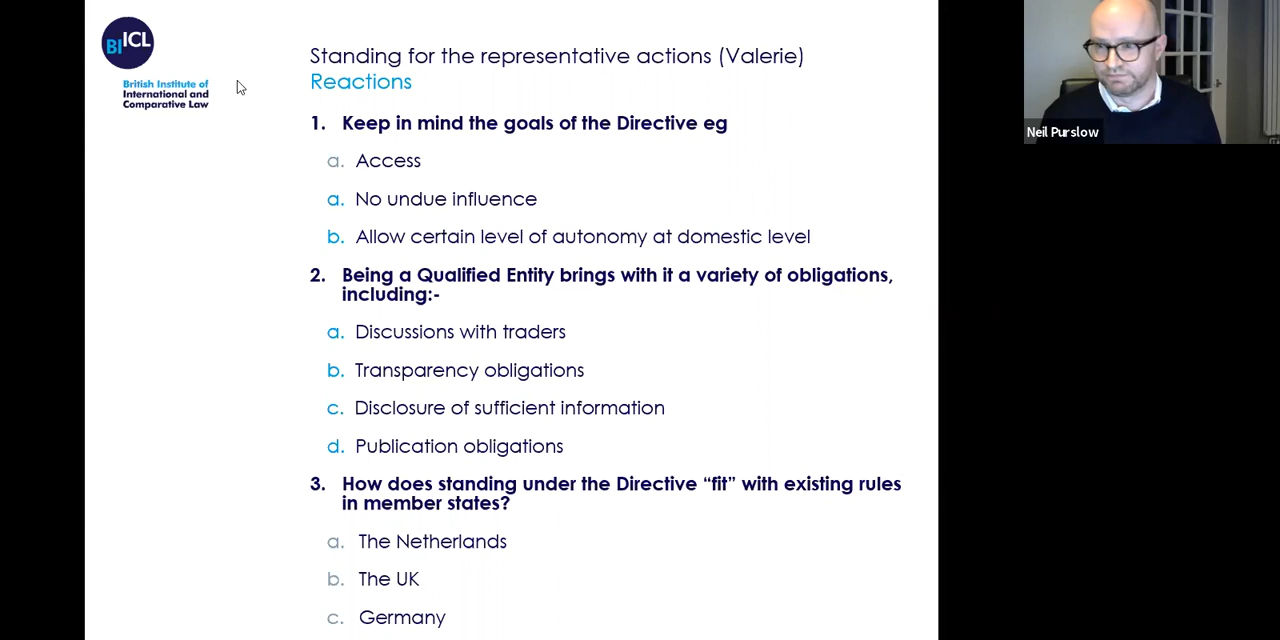 BIICL
British Institute of
International and
Comparative Law
Standing for the representative actions (Valerie)
Reactions
1. Keep in mind the goals of the Directive eg
a. Access
a. No undue influence
b. Allow certain level of autonomy at domestic level
2. Being a Qualified Entity brings with it a variety of obligations,
including:-
a. Discussions with traders
b. Transparency obligations
c. Disclosure of sufficient information
d. Publication obligations
3. How does standing under the Directive “fit” with existing rules
in member states?
a. The Netherlands
b. The UK
c. Germany
Neil Purslow